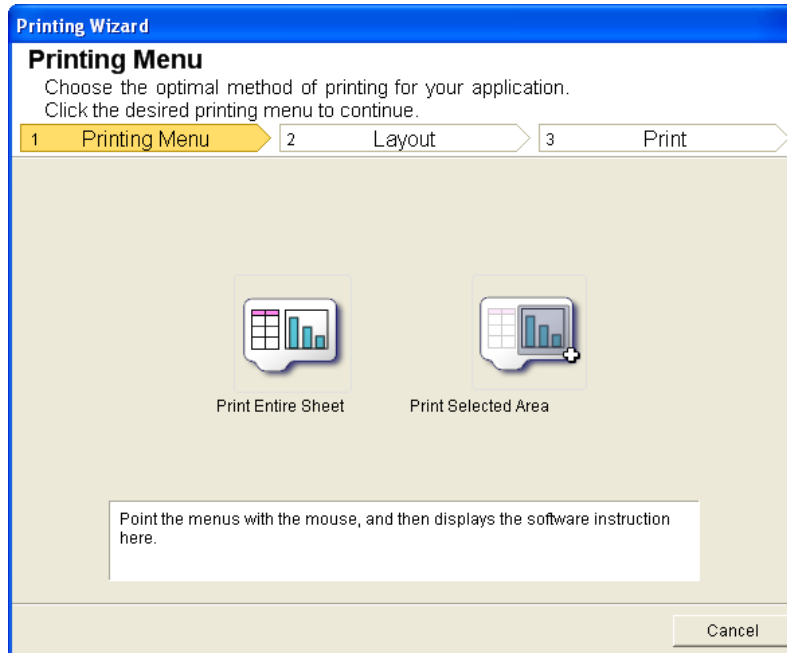 Printing Wizard
Printing Menu
Choose the optimal method of printing for your application.
Click the desired printing menu to continue.
1 Printing Menu 2 Layout 3 Print
Print Entire Sheet Print Selected Area
Point the menus with the mouse, and then displays the software instruction
here.
Cancel